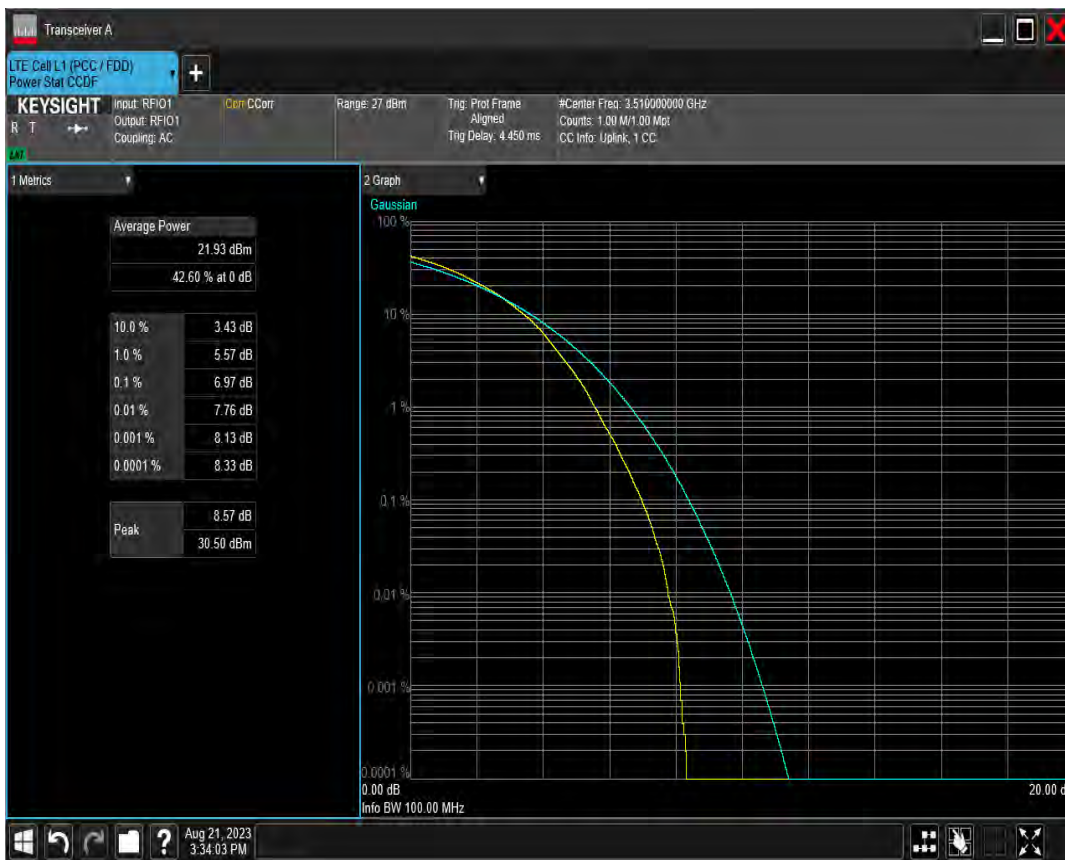 Transceiver A
LTE Cell L1 (PCC / FDD)
Power Stat CCDF
+
KEYSIGHT
R T
LNI
Input: RFIO1
Output: RFIO1
Coupling: AC
Corr CCorr
Range: 27 dBm
Trig: Prot Frame
Aligned
Trig Delay: 4.450 ms
#Center Freq: 3.510000000 GHz
Counts: 1.00 M/1.00 Mpt
CC Info: Uplink, 1 CC
1 Metrics
Average Power
21.93 dBm
42.60 % at 0 dB
10.0 % 3.43 dB
1.0 % 5.57 dB
0.1 % 6.97 dB
0.01 % 7.76 dB
0.001 % 8.13 dB
0.0001 % 8.33 dB
Peak
8.57 dB
30.50 dBm
2 Graph
Gaussian
100 %
10 %
1 %
0.1 %
0.01 %
0.001 %
0.0001 %
0.00 dB
20.00 d
Info BW 100.00 MHz
?
Aug 21, 2023
3:34:03 PM